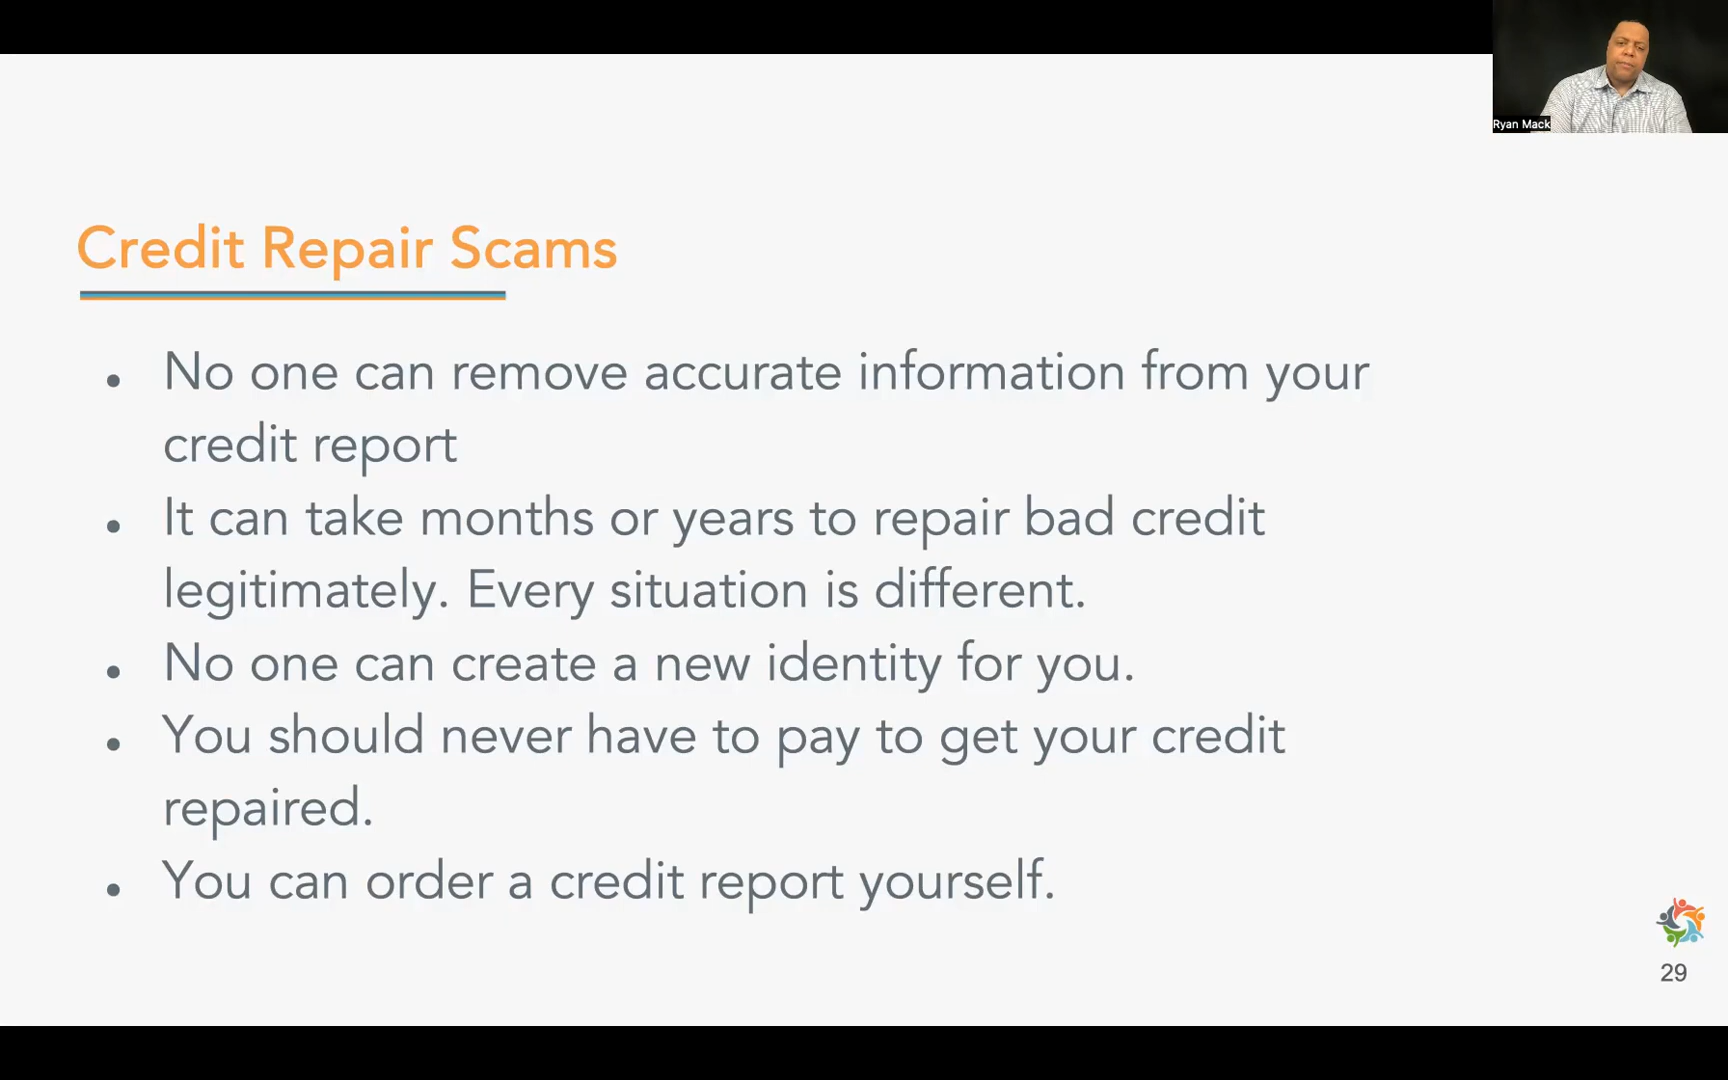 Ryan Mack
Credit Repair Scams
• No one can remove accurate information from your
credit report
• It can take months or years to repair bad credit
legitimately. Every situation is different.
• No one can create a new identity for you.
• You should never have to pay to get your credit
repaired.
• You can order a credit report yourself.
29